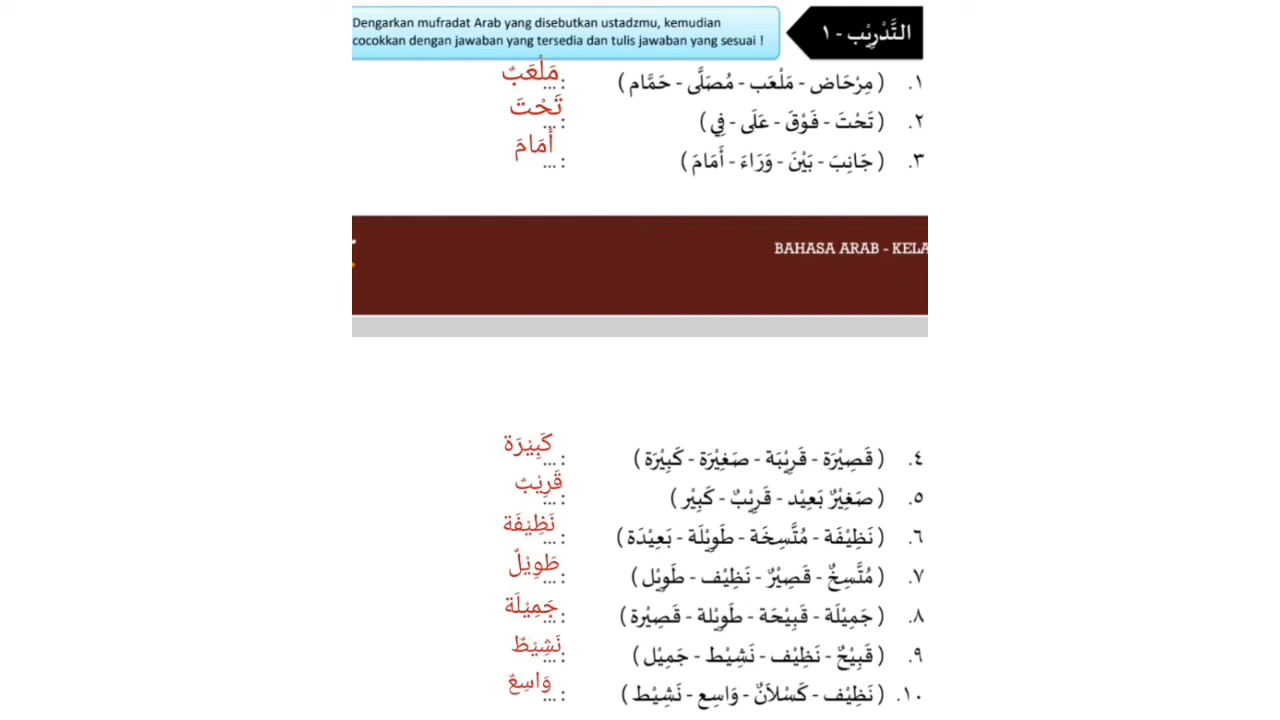 التَّدْرِيْب - ١ Dengarkan mufradat Arab yang disebutkan ustadzmu, kemudian
cocokkan dengan jawaban yang tersedia dan tulis jawaban yang sesuai !
١. ( مِرْحَاض - مَلْعَب - مُصَلَّى - حَمَّام ) : ... مَلْعَبٌ
٢. ( تَحْتَ - فَوْقَ - عَلَى - فِي ) : ... تَحْتَ
٣. ( جَانِبَ - بَيْنَ - وَرَاءَ - أَمَامَ ) : ... أَمَامَ
BAHASA ARAB - KELA
٤. ( قَصِيْرَة - قَرِيْبَة - صَغِيْرَة - كَبِيْرَة ) : ... كَبِيْرَة
٥. ( صَغِيْرٌ بَعِيْد - قَرِيْبٌ - كَبِيْر ) : ... قَرِيْبٌ
٦. ( نَظِيْفَة - مُتَّسِخَة - طَوِيْلَة - بَعِيْدَة ) : ... نَظِيْفَة
٧. ( مُتَّسِخٌ - قَصِيْرٌ - نَظِيْف - طَوِيْل ) : ... طَوِيْلٌ
٨. ( جَمِيْلَة - قَبِيْحَة - طَوِيْلة - قَصِيْرة ) : ... جَمِيْلَة
٩. ( قَبِيْحٌ - نَظِيْف - نَشِيْط - جَمِيْل ) : ... نَشِيْطٌ
١٠. ( نَظِيْف - كَسْلَانٌ - وَاسِع - نَشِيْط ) : ... وَاسِعٌ